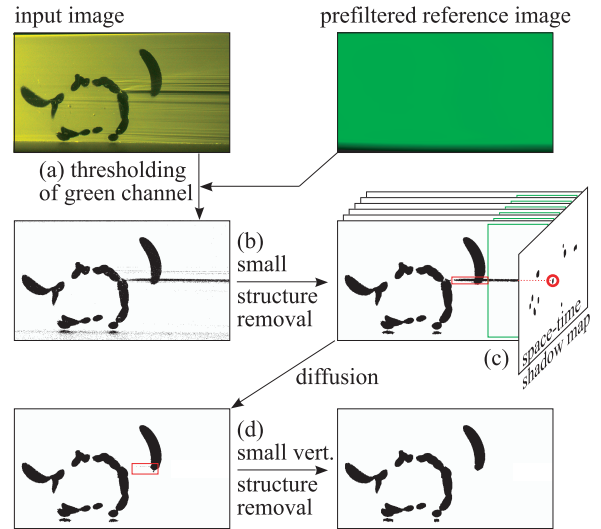 input image
prefiltered reference image
(a) thresholding
of green channel
(b)
small
structure
removal
(c)
space-time
shadow map
diffusion
(d)
small vert.
structure
removal